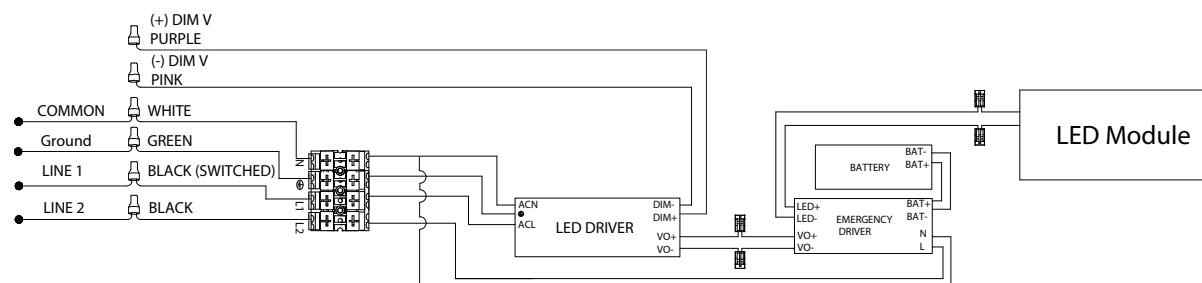 (+) DIM V
PURPLE
(-) DIM V
PINK
COMMON WHITE
Ground GREEN
LINE 1 BLACK (SWITCHED)
LINE 2 BLACK
N
L1
L2
ACN
ACL
LED DRIVER
DIM-
DIM+
VO+
VO-
BATTERY
BAT-
BAT+
LED+
LED-
VO+
VO-
EMERGENCY
DRIVER
BAT+
BAT-
N
L
LED Module